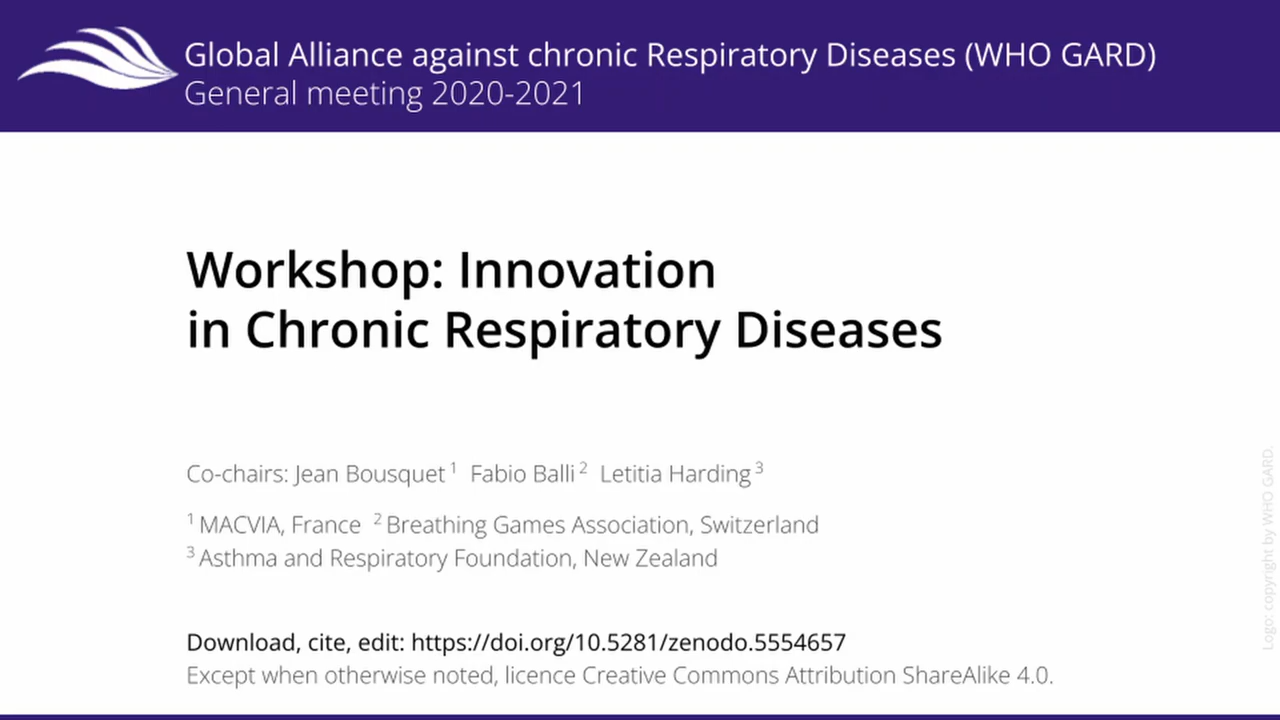 Global Alliance against chronic Respiratory Diseases (WHO GARD)
General meeting 2020-2021
Workshop: Innovation
in Chronic Respiratory Diseases
Co-chairs: Jean Bousquet ¹ Fabio Balli ² Letitia Harding ³
¹ MACVIA, France ² Breathing Games Association, Switzerland
³ Asthma and Respiratory Foundation, New Zealand
Download, cite, edit: https://doi.org/10.5281/zenodo.5554657
Except when otherwise noted, licence Creative Commons Attribution ShareAlike 4.0.
Logo: copyright by WHO GARD.